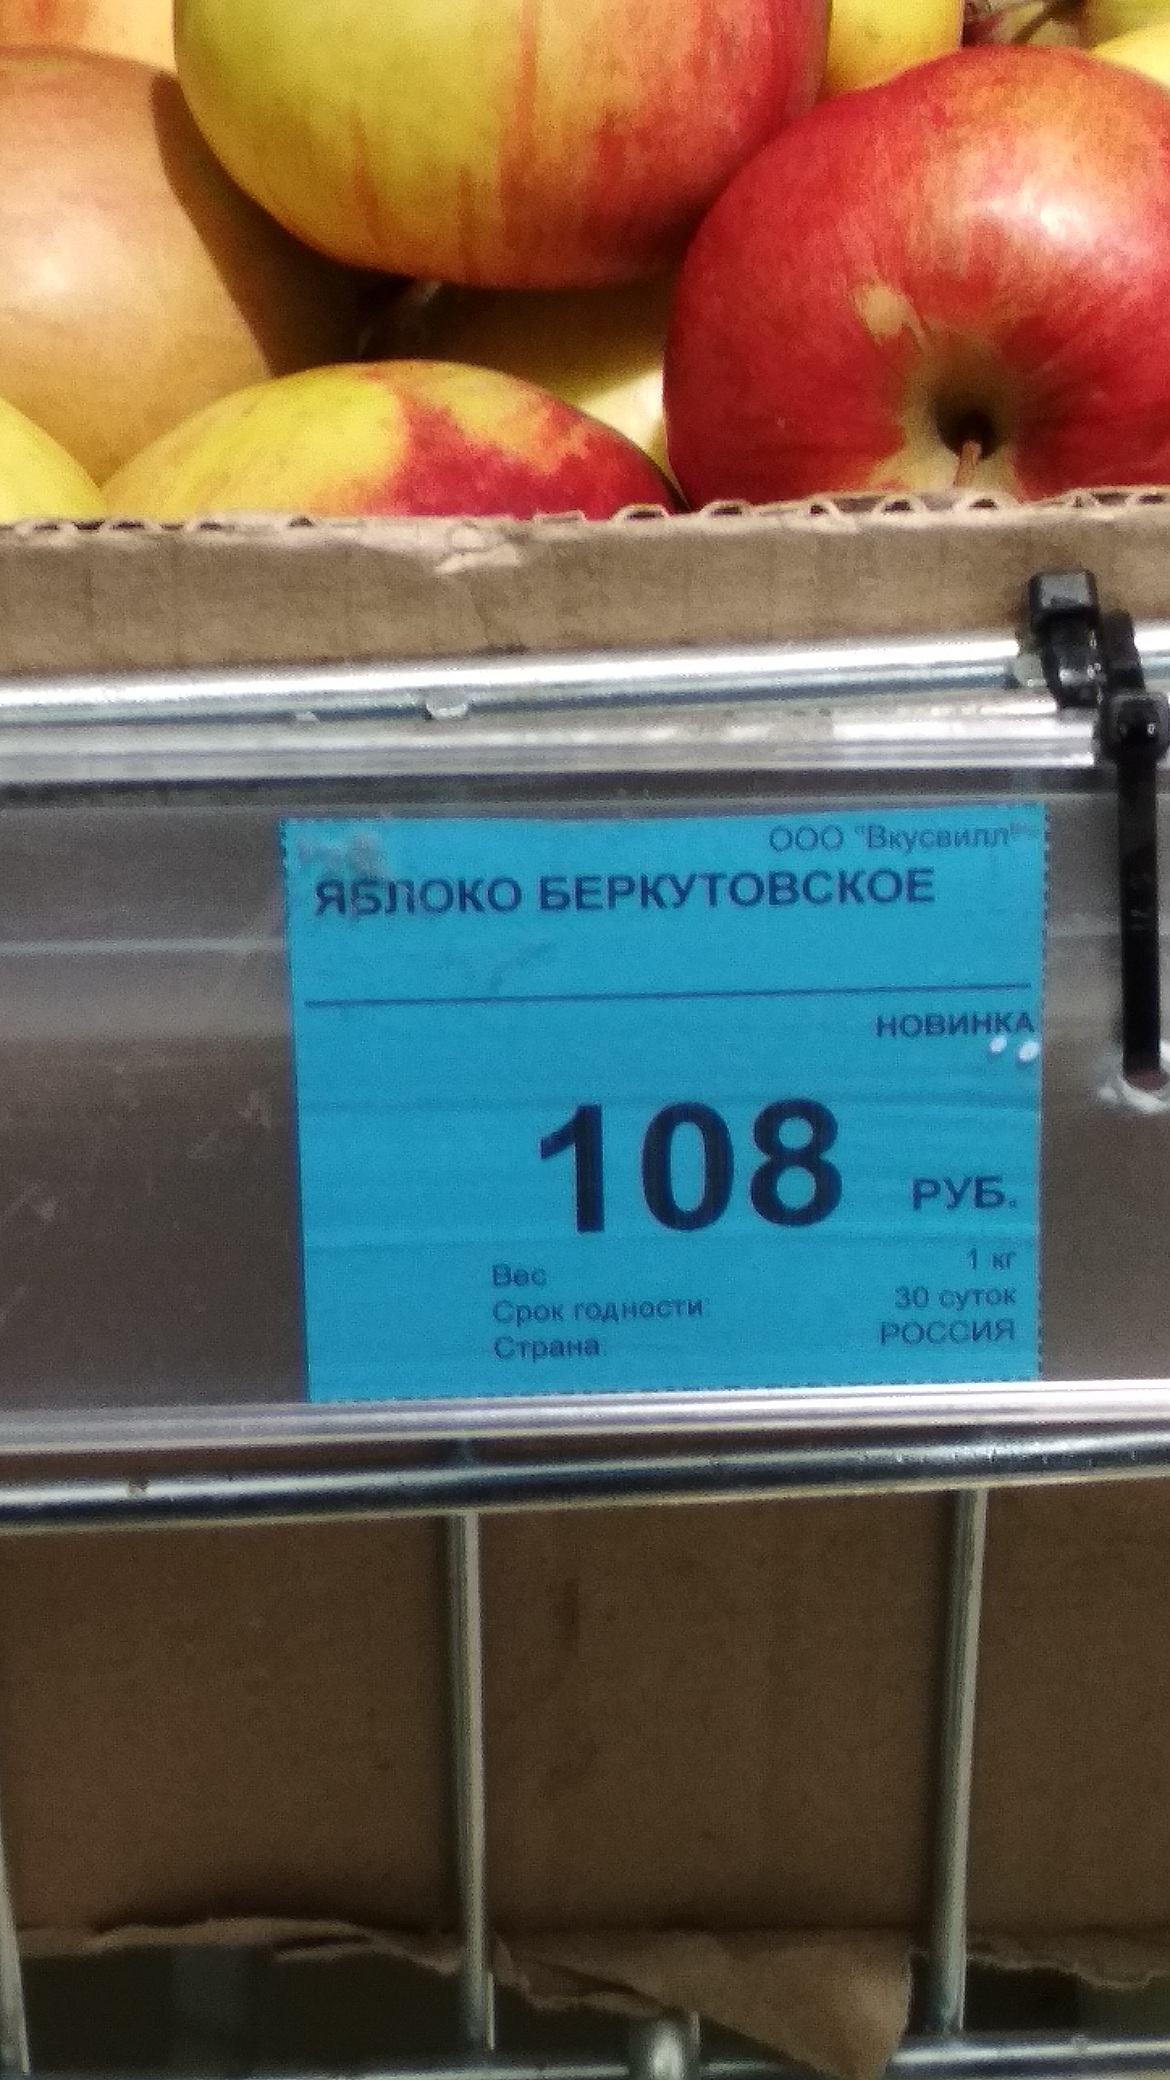 ООО "Вкусвилл"
ЯБЛОКО БЕРКУТОВСКОЕ
НОВИНКА
108 РУБ.
Вес 1 кг
Срок годности: 30 суток
Страна: РОССИЯ